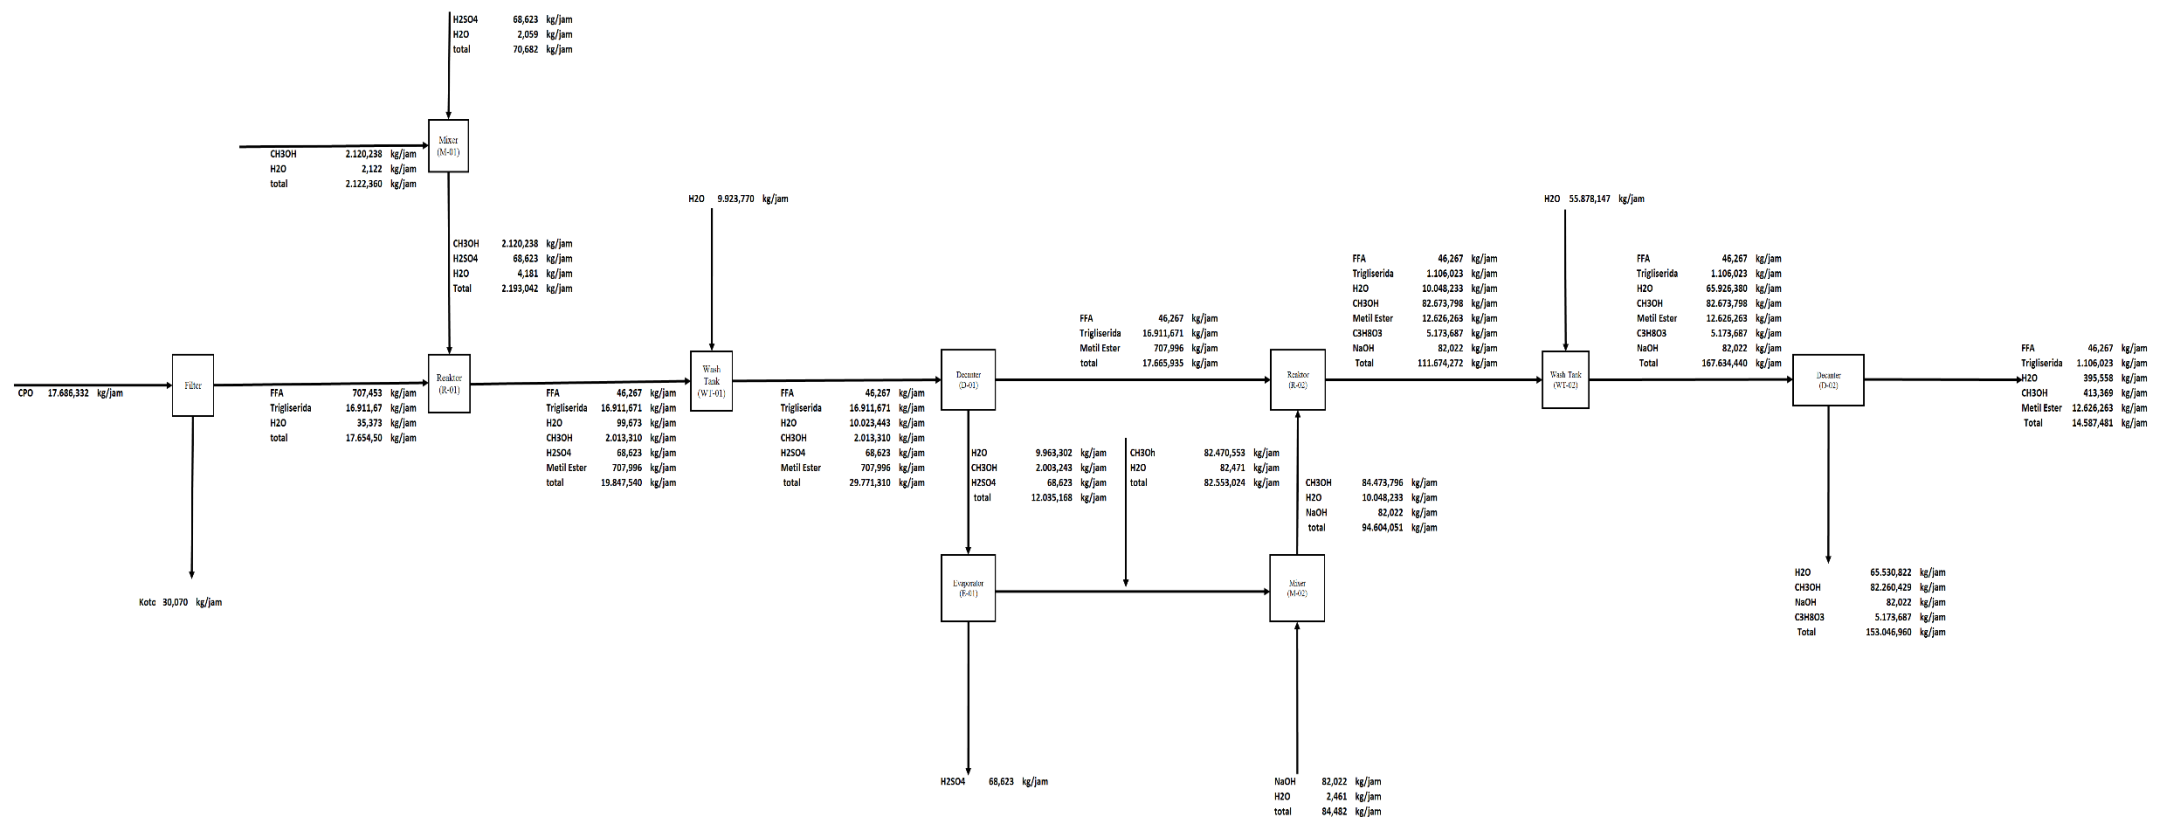 H2SO4 68,623 kg/jam
H2O 2,059 kg/jam
total 70,682 kg/jam
Mixer
(M-01)
CH3OH 2.120,238 kg/jam
H2O 2,122 kg/jam
total 2.122,360 kg/jam
CH3OH 2.120,238 kg/jam
H2SO4 68,623 kg/jam
H2O 4,181 kg/jam
Total 2.193,042 kg/jam
CPO 17.686,332 kg/jam
Filter
Kotc 30,070 kg/jam
FFA 707,453 kg/jam
Trigliserida 16.911,67 kg/jam
H2O 35,373 kg/jam
total 17.654,50 kg/jam
Reaktor
(R-01)
FFA 46,267 kg/jam
Trigliserida 16.911,671 kg/jam
H2O 99,673 kg/jam
CH3OH 2.013,310 kg/jam
H2SO4 68,623 kg/jam
Metil Ester 707,996 kg/jam
total 19.847,540 kg/jam
H2O 9.923,770 kg/jam
Wash
Tank
(WT-01)
FFA 46,267 kg/jam
Trigliserida 16.911,671 kg/jam
H2O 10.023,443 kg/jam
CH3OH 2.013,310 kg/jam
H2SO4 68,623 kg/jam
Metil Ester 707,996 kg/jam
total 29.771,310 kg/jam
Decanter
(D-01)
H2O 9.963,302 kg/jam
CH3OH 2.003,243 kg/jam
H2SO4 68,623 kg/jam
total 12.035,168 kg/jam
Evaporator
(E-01)
H2SO4 68,623 kg/jam
FFA 46,267 kg/jam
Trigliserida 16.911,671 kg/jam
Metil Ester 707,996 kg/jam
total 17.665,935 kg/jam
CH3Oh 82.470,553 kg/jam
H2O 82,471 kg/jam
total 82.553,024 kg/jam
Mixer
(M-02)
NaOH 82,022 kg/jam
H2O 2,461 kg/jam
total 84,482 kg/jam
CH3OH 84.473,796 kg/jam
H2O 10.048,233 kg/jam
NaOH 82,022 kg/jam
total 94.604,051 kg/jam
Reaktor
(R-02)
FFA 46,267 kg/jam
Trigliserida 1.106,023 kg/jam
H2O 10.048,233 kg/jam
CH3OH 82.673,798 kg/jam
Metil Ester 12.626,263 kg/jam
C3H8O3 5.173,687 kg/jam
NaOH 82,022 kg/jam
Total 111.674,272 kg/jam
H2O 55.878,147 kg/jam
Wash Tank
(WT-02)
FFA 46,267 kg/jam
Trigliserida 1.106,023 kg/jam
H2O 65.926,380 kg/jam
CH3OH 82.673,798 kg/jam
Metil Ester 12.626,263 kg/jam
C3H8O3 5.173,687 kg/jam
NaOH 82,022 kg/jam
Total 167.634,440 kg/jam
Decanter
(D-02)
FFA 46,267 kg/jam
Trigliserida 1.106,023 kg/jam
H2O 395,558 kg/jam
CH3OH 413,369 kg/jam
Metil Ester 12.626,263 kg/jam
Total 14.587,481 kg/jam
H2O 65.530,822 kg/jam
CH3OH 82.260,429 kg/jam
NaOH 82,022 kg/jam
C3H8O3 5.173,687 kg/jam
Total 153.046,960 kg/jam